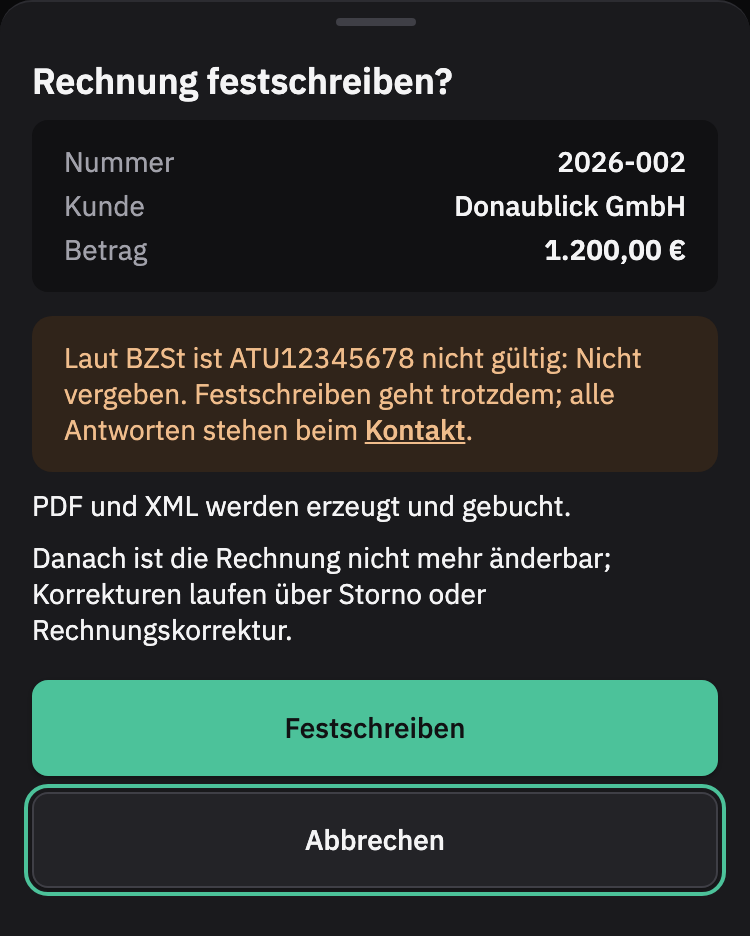 Rechnung festschreiben?
Nummer 2026-002
Kunde Donaublick GmbH
Betrag 1.200,00 €
Laut BZSt ist ATU12345678 nicht gültig: Nicht
vergeben. Festschreiben geht trotzdem; alle
Antworten stehen beim Kontakt.
PDF und XML werden erzeugt und gebucht.
Danach ist die Rechnung nicht mehr änderbar;
Korrekturen laufen über Storno oder
Rechnungskorrektur.
Festschreiben
Abbrechen